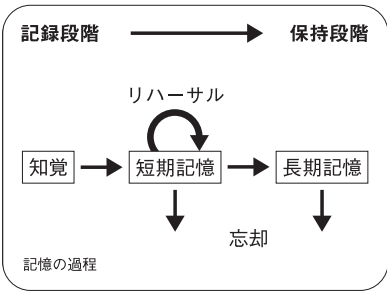 記録段階 保持段階
リハーサル
知覚 短期記憶 長期記憶
忘却
記憶の過程